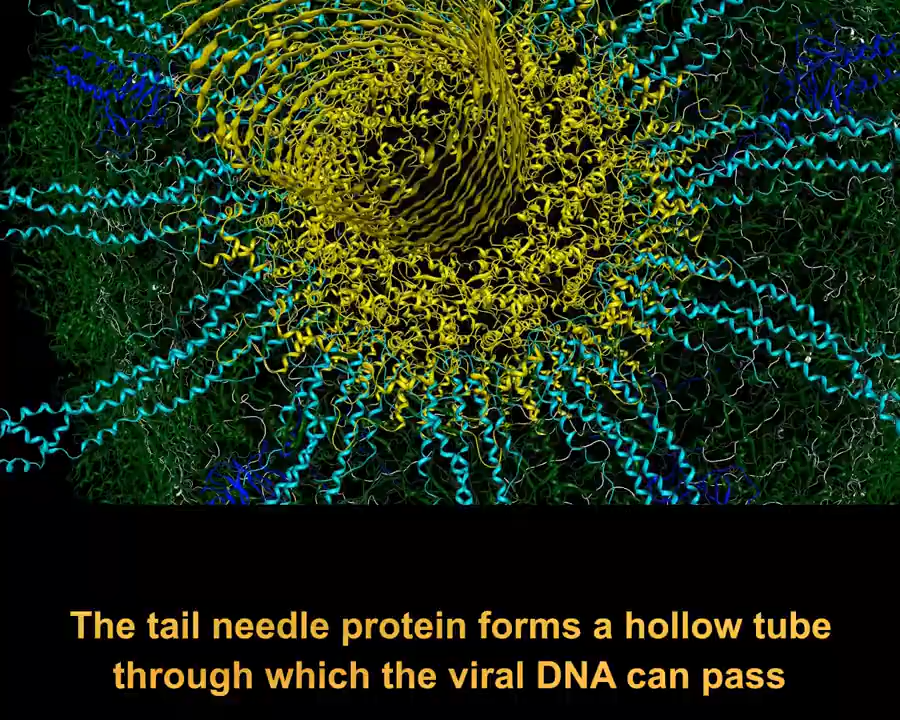 The tail needle protein forms a hollow tube
through which the viral DNA can pass